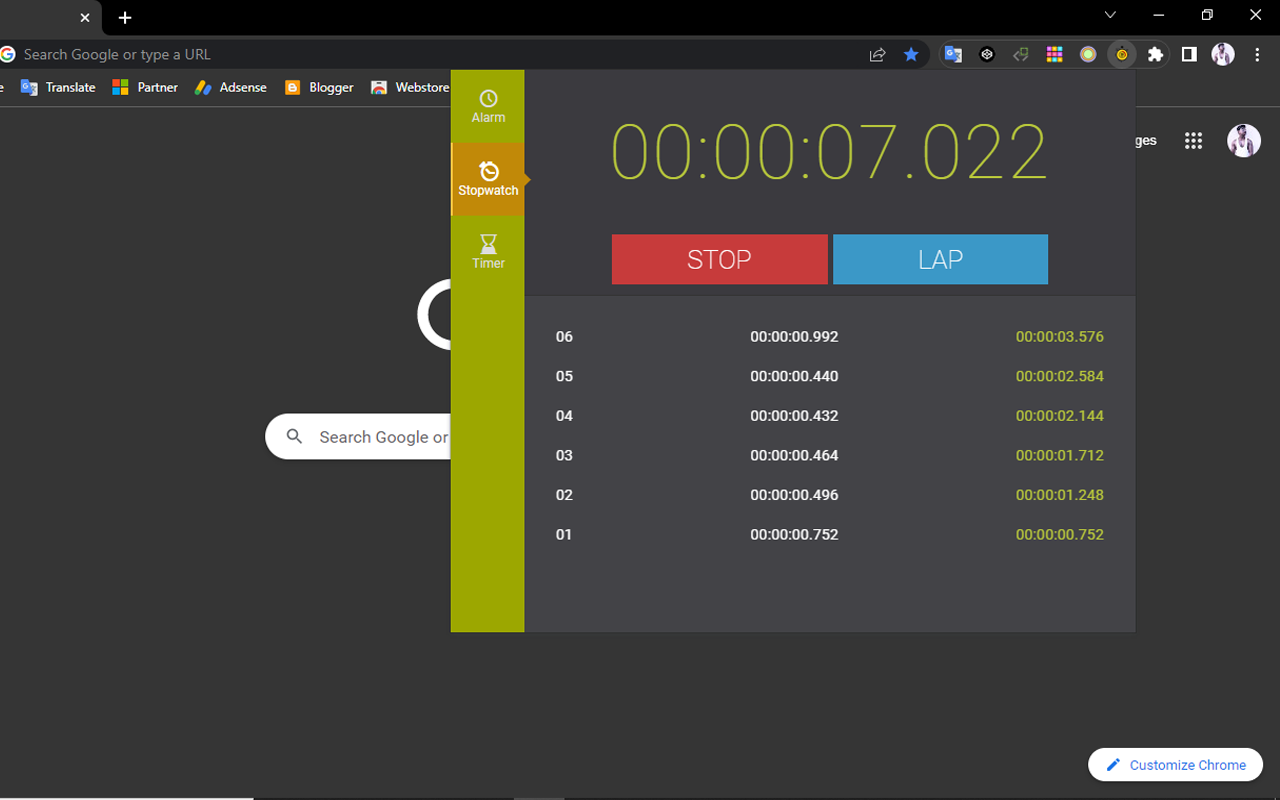 Search Google or type a URL
Translate Partner Adsense Blogger Webstore
Alarm
00:00:07.022
ges
Stopwatch
STOP LAP
Timer
06 00:00:00.992 00:00:03.576
05 00:00:00.440 00:00:02.584
04 00:00:00.432 00:00:02.144
Search Google or
03 00:00:00.464 00:00:01.712
02 00:00:00.496 00:00:01.248
01 00:00:00.752 00:00:00.752
Customize Chrome